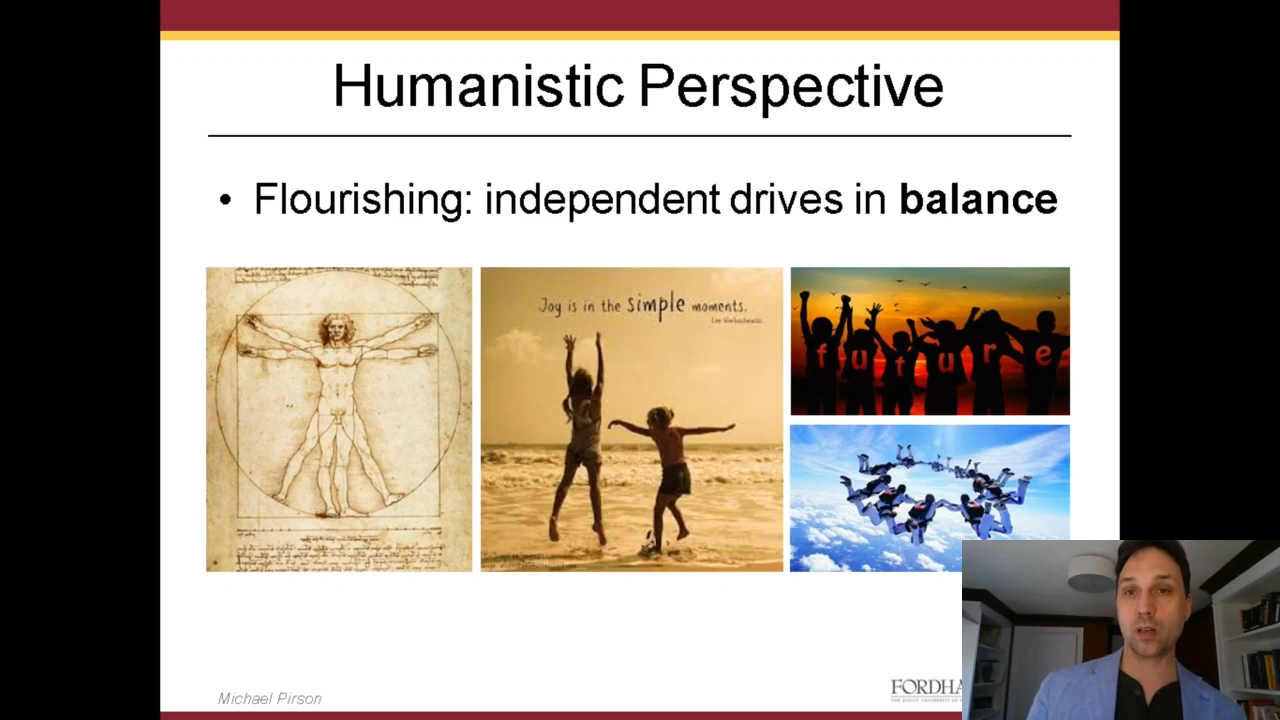 Humanistic Perspective
• Flourishing: independent drives in balance
Joy is in the simple moments.
future
Michael Pirson
FORDHA